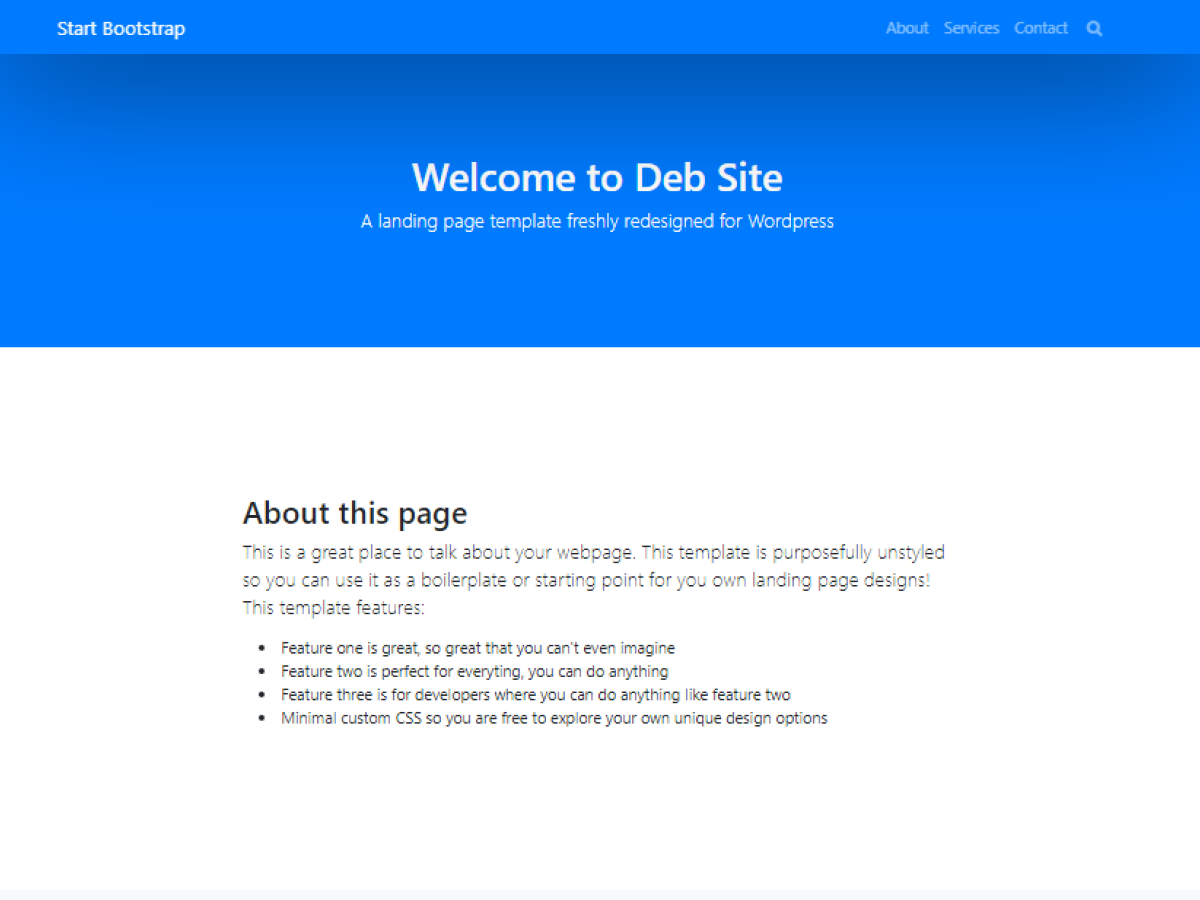 Start Bootstrap
About Services Contact
Welcome to Deb Site
A landing page template freshly redesigned for Wordpress
About this page
This is a great place to talk about your webpage. This template is purposefully unstyled
so you can use it as a boilerplate or starting point for you own landing page designs!
This template features:
Feature one is great, so great that you can't even imagine
Feature two is perfect for everyting, you can do anything
Feature three is for developers where you can do anything like feature two
Minimal custom CSS so you are free to explore your own unique design options